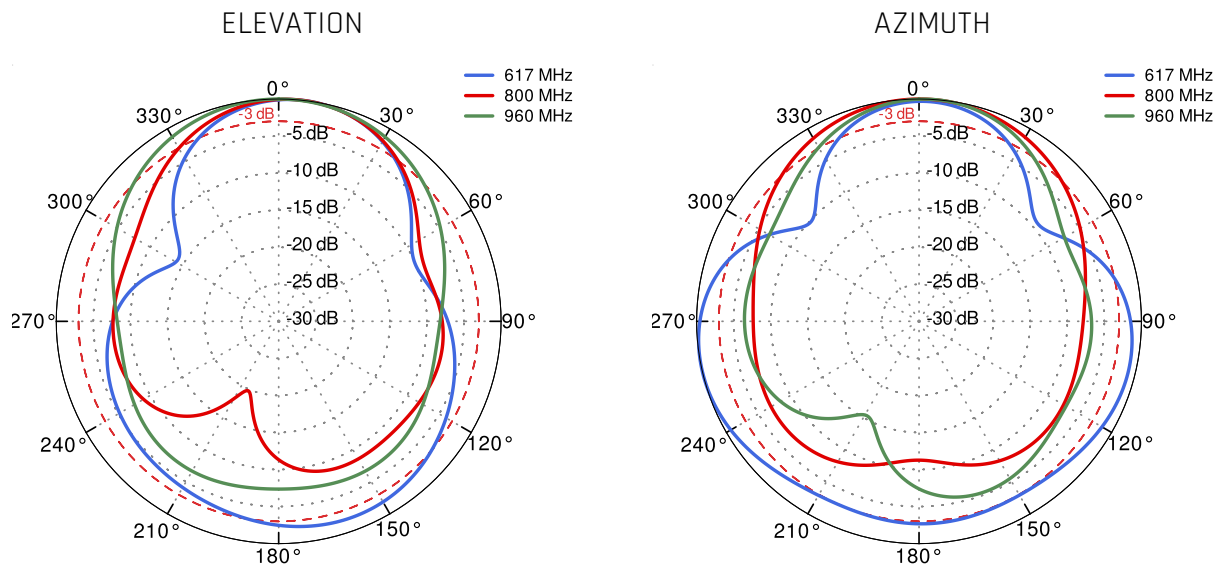 ELEVATION
617 MHz
800 MHz
960 MHz
0°
330°
-3 dB
30°
-5 dB
-10 dB
300°
60°
-15 dB
-20 dB
-25 dB
270°
-30 dB
90°
240°
120°
210°
150°
180°
AZIMUTH
617 MHz
800 MHz
960 MHz
0°
330°
-3 dB
30°
-5 dB
-10 dB
300°
60°
-15 dB
-20 dB
-25 dB
270°
-30 dB
90°
240°
120°
210°
150°
180°